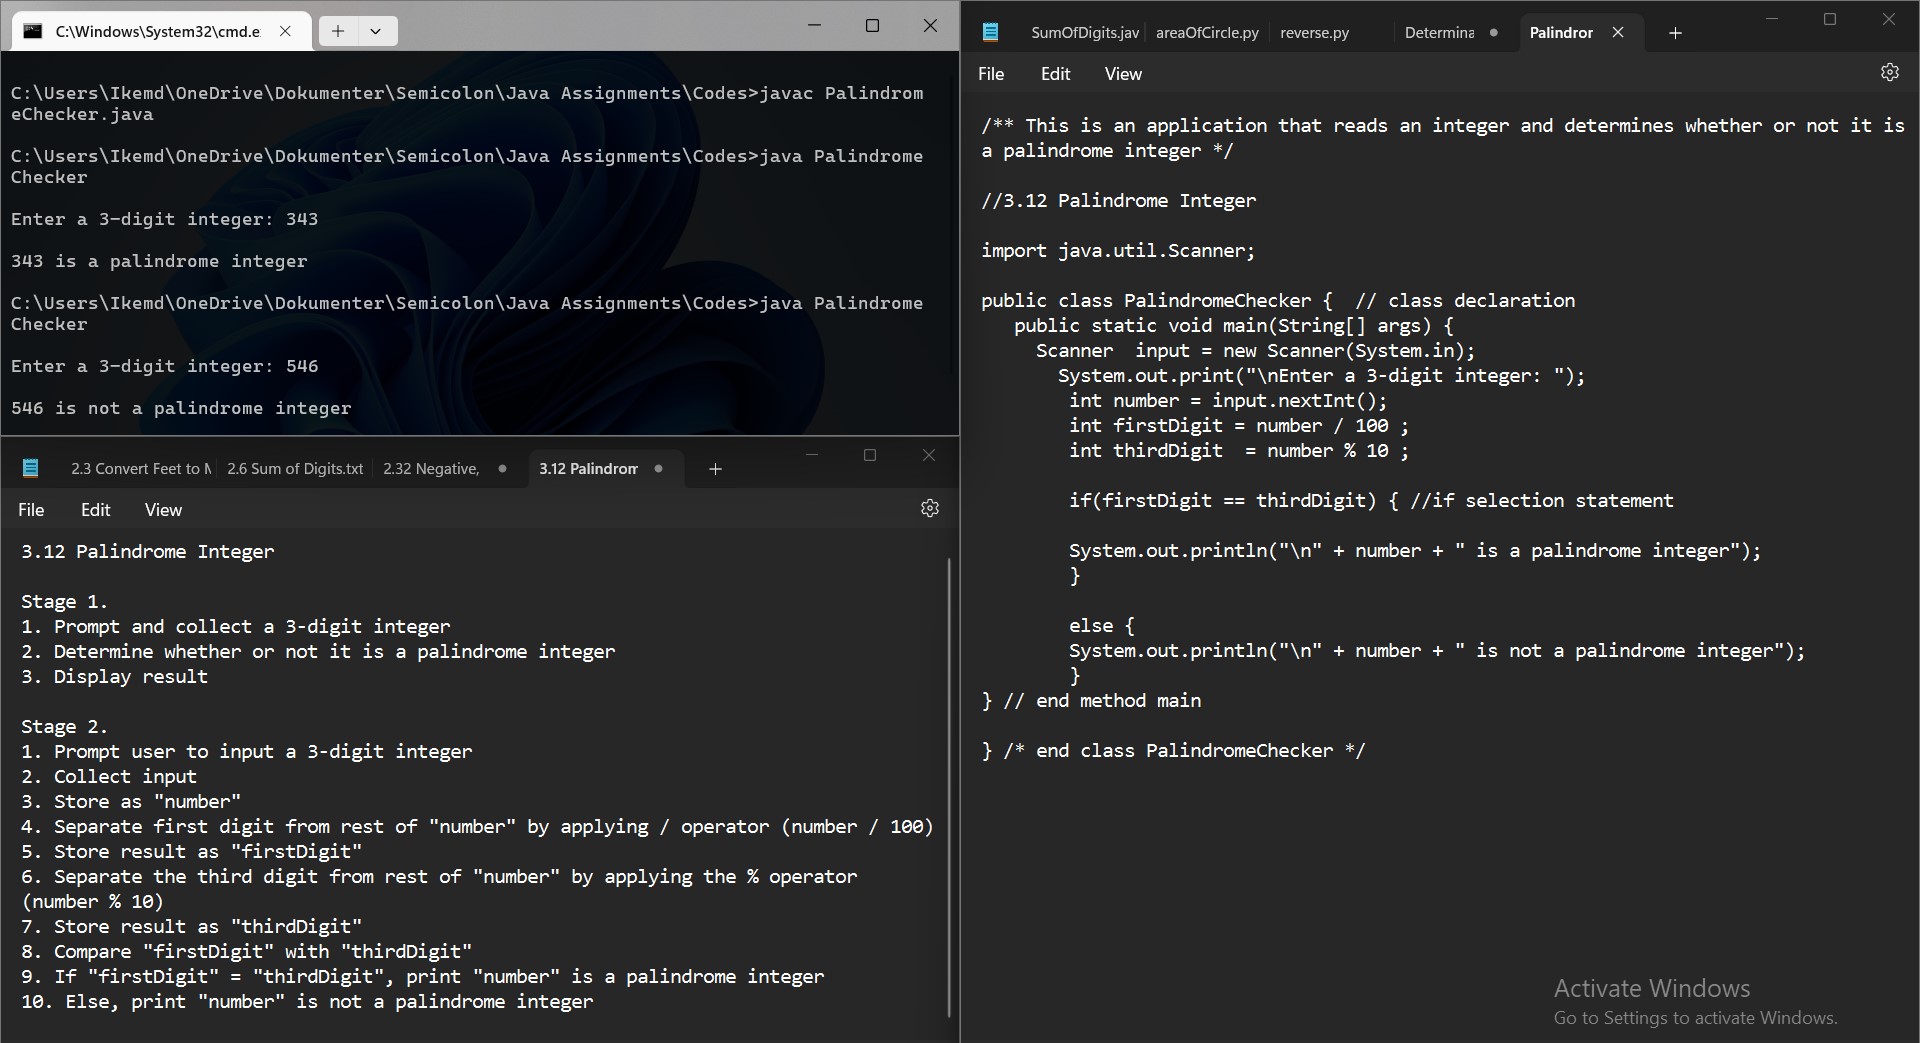 C:\Windows\System32\cmd.e
C:\Users\Ikemd\OneDrive\Dokumenter\Semicolon\Java Assignments\Codes>javac Palindrom
eChecker.java
C:\Users\Ikemd\OneDrive\Dokumenter\Semicolon\Java Assignments\Codes>java Palindrome
Checker
Enter a 3-digit integer: 343
343 is a palindrome integer
C:\Users\Ikemd\OneDrive\Dokumenter\Semicolon\Java Assignments\Codes>java Palindrome
Checker
Enter a 3-digit integer: 546
546 is not a palindrome integer
2.3 Convert Feet to M 2.6 Sum of Digits.txt 2.32 Negative, 3.12 Palindrom
File Edit View
3.12 Palindrome Integer
Stage 1.
1. Prompt and collect a 3-digit integer
2. Determine whether or not it is a palindrome integer
3. Display result
Stage 2.
1. Prompt user to input a 3-digit integer
2. Collect input
3. Store as "number"
4. Separate first digit from rest of "number" by applying / operator (number / 100)
5. Store result as "firstDigit"
6. Separate the third digit from rest of "number" by applying the % operator
(number % 10)
7. Store result as "thirdDigit"
8. Compare "firstDigit" with "thirdDigit"
9. If "firstDigit" = "thirdDigit", print "number" is a palindrome integer
10. Else, print "number" is not a palindrome integer
SumOfDigits.jav areaOfCircle.py reverse.py Determina Palindror
File Edit View
/** This is an application that reads an integer and determines whether or not it is
a palindrome integer */
//3.12 Palindrome Integer
import java.util.Scanner;
public class PalindromeChecker {  // class declaration
public static void main(String[] args) {
Scanner  input = new Scanner(System.in);
System.out.print("\nEnter a 3-digit integer: ");
int number = input.nextInt();
int firstDigit = number / 100 ;
int thirdDigit  = number % 10 ;
if(firstDigit == thirdDigit) { //if selection statement
System.out.println("\n" + number + " is a palindrome integer");
}
else {
System.out.println("\n" + number + " is not a palindrome integer");
}
} // end method main
} /* end class PalindromeChecker */
Activate Windows
Go to Settings to activate Windows.